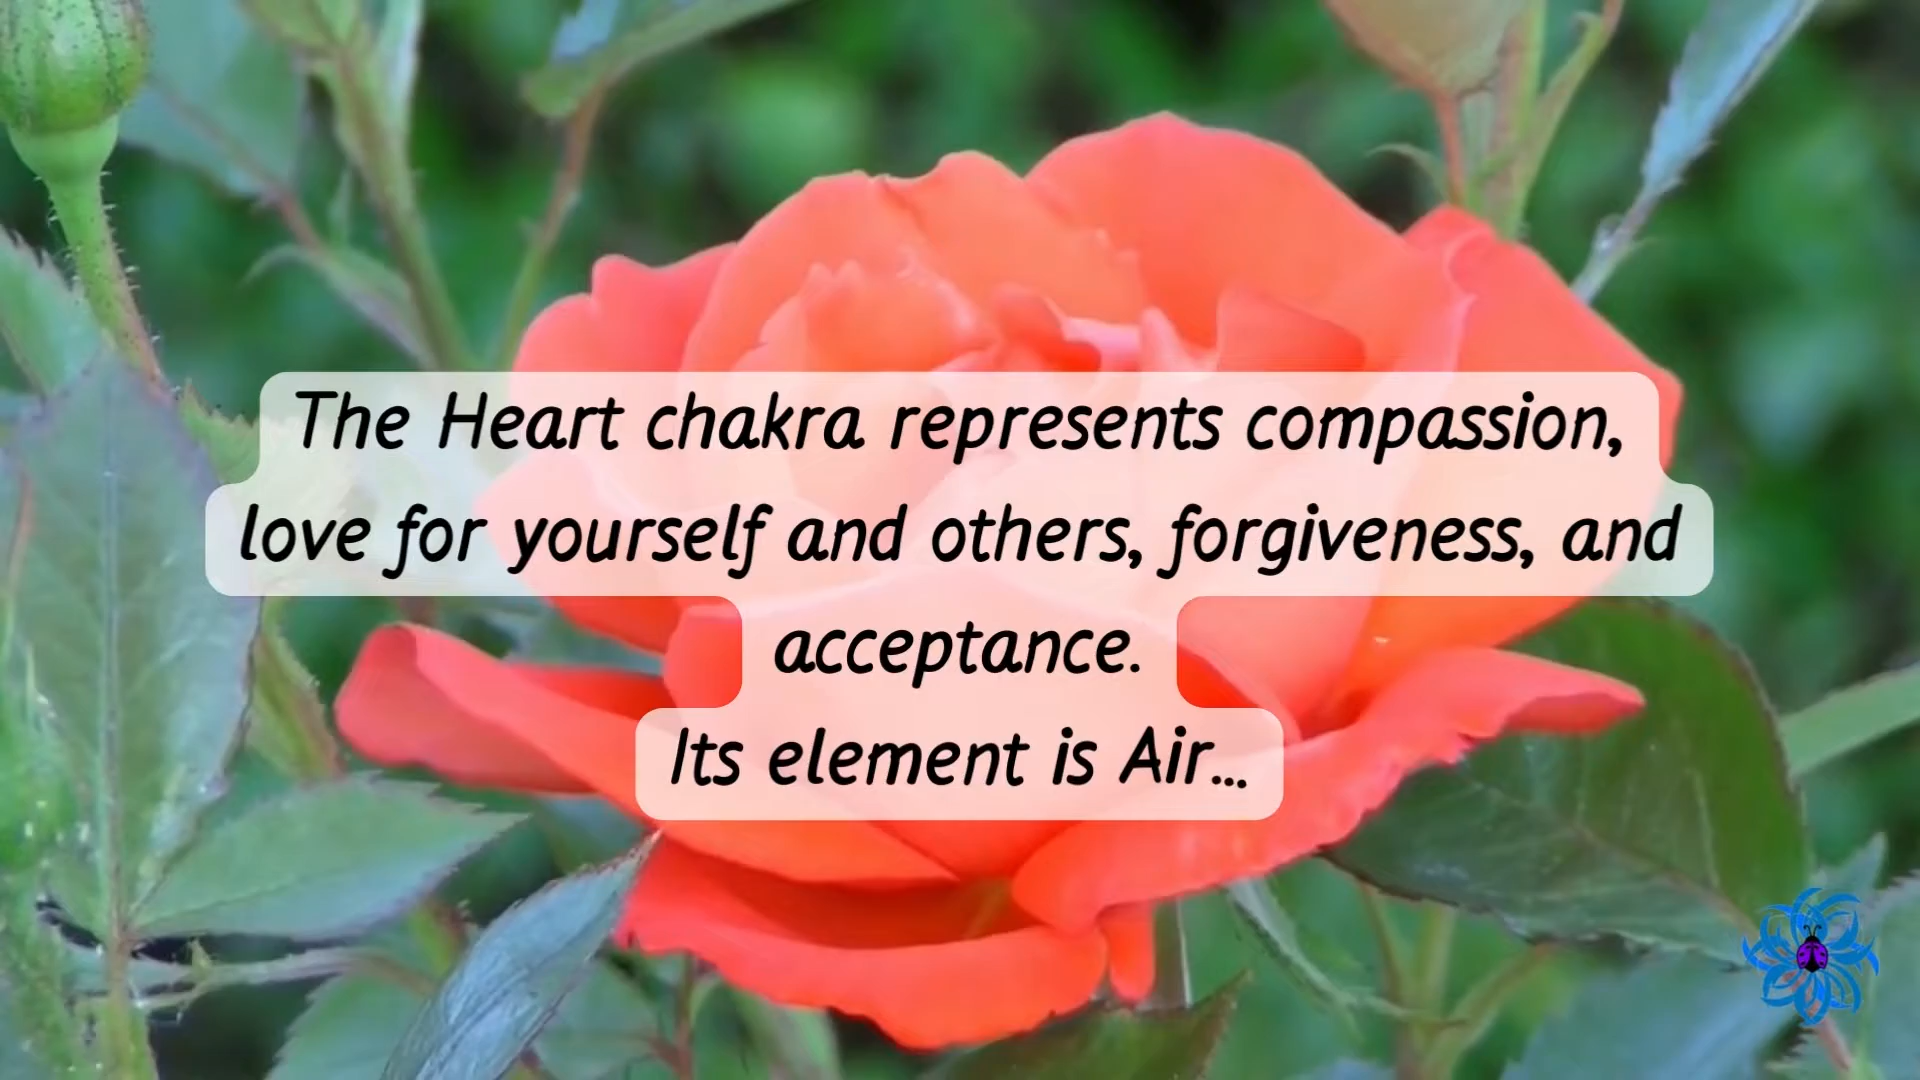 The Heart chakra represents compassion,
love for yourself and others, forgiveness, and
acceptance.
Its element is Air...